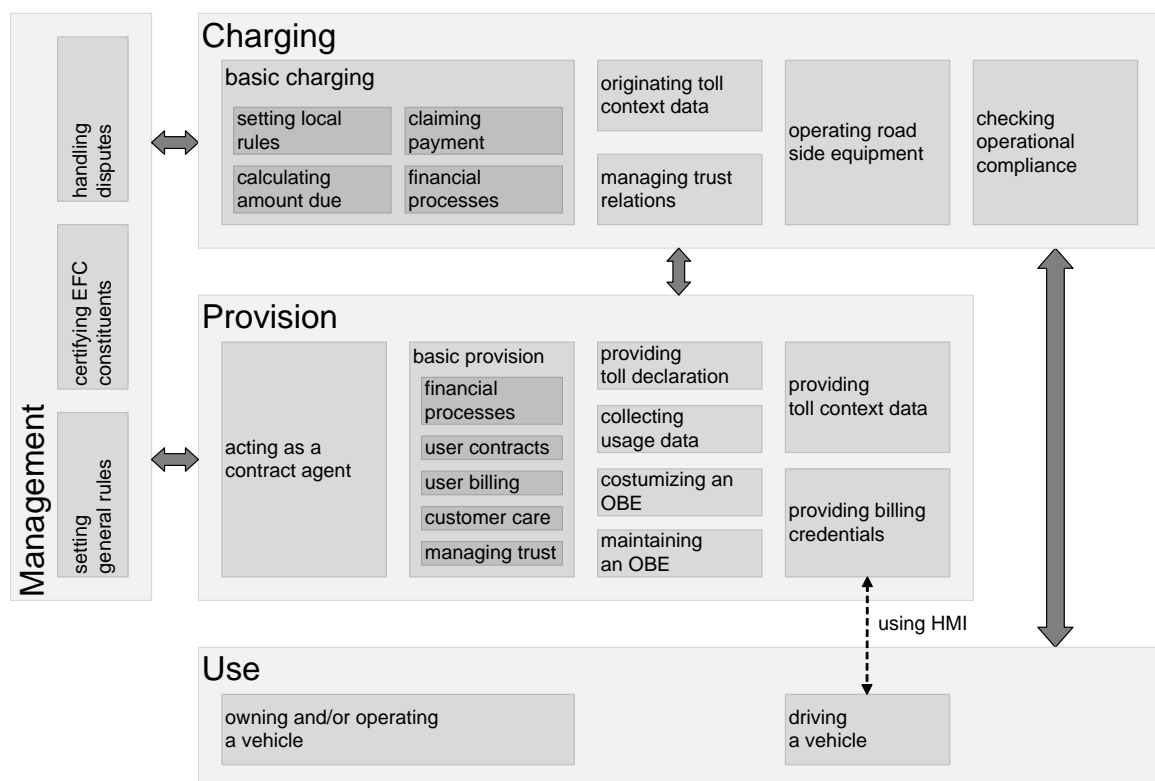 Management
handling
disputes
certifying EFC
constituents
setting
general rules
Charging
basic charging
setting local
rules
claiming
payment
calculating
amount due
financial
processes
originating toll
context data
managing trust
relations
operating road
side equipment
checking
operational
compliance
Provision
acting as a
contract agent
basic provision
financial
processes
user contracts
user billing
customer care
managing trust
providing
toll declaration
collecting
usage data
costumizing an
OBE
maintaining
an OBE
providing
toll context data
providing billing
credentials
using HMI
Use
owning and/or operating
a vehicle
driving
a vehicle